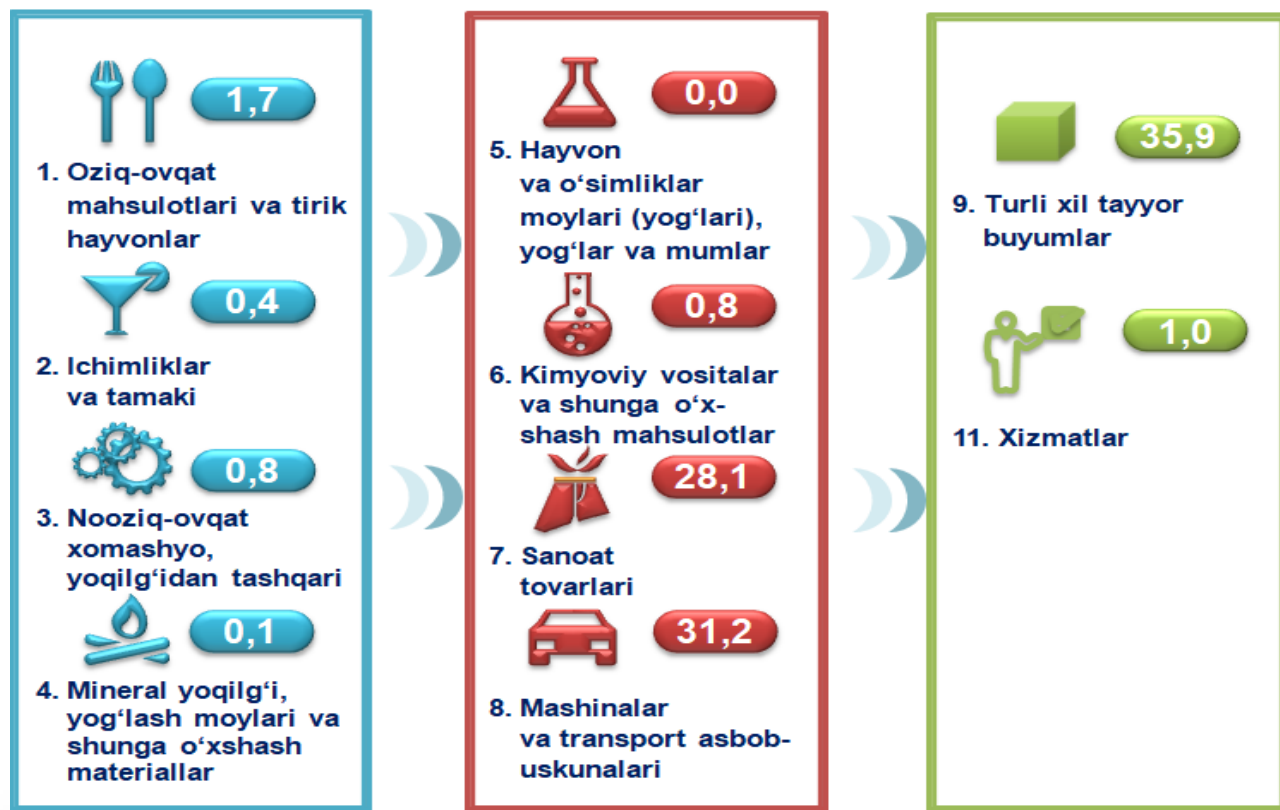 1,7
1. Oziq-ovqat
mahsulotlari va tirik
hayvonlar
0,4
2. Ichimliklar
va tamaki
0,8
3. Nooziq-ovqat
xomashyo,
yoqilg‘idan tashqari
0,1
4. Mineral yoqilg‘i,
yog‘lash moylari va
shunga o‘xshash
materiallar
0,0
5. Hayvon
va o‘simliklar
moylari (yog‘lari),
yog‘lar va mumlar
0,8
6. Kimyoviy vositalar
va shunga o‘x-
shash mahsulotlar
28,1
7. Sanoat
tovarlari
31,2
8. Mashinalar
va transport asbob-
uskunalari
35,9
9. Turli xil tayyor
buyumlar
1,0
11. Xizmatlar